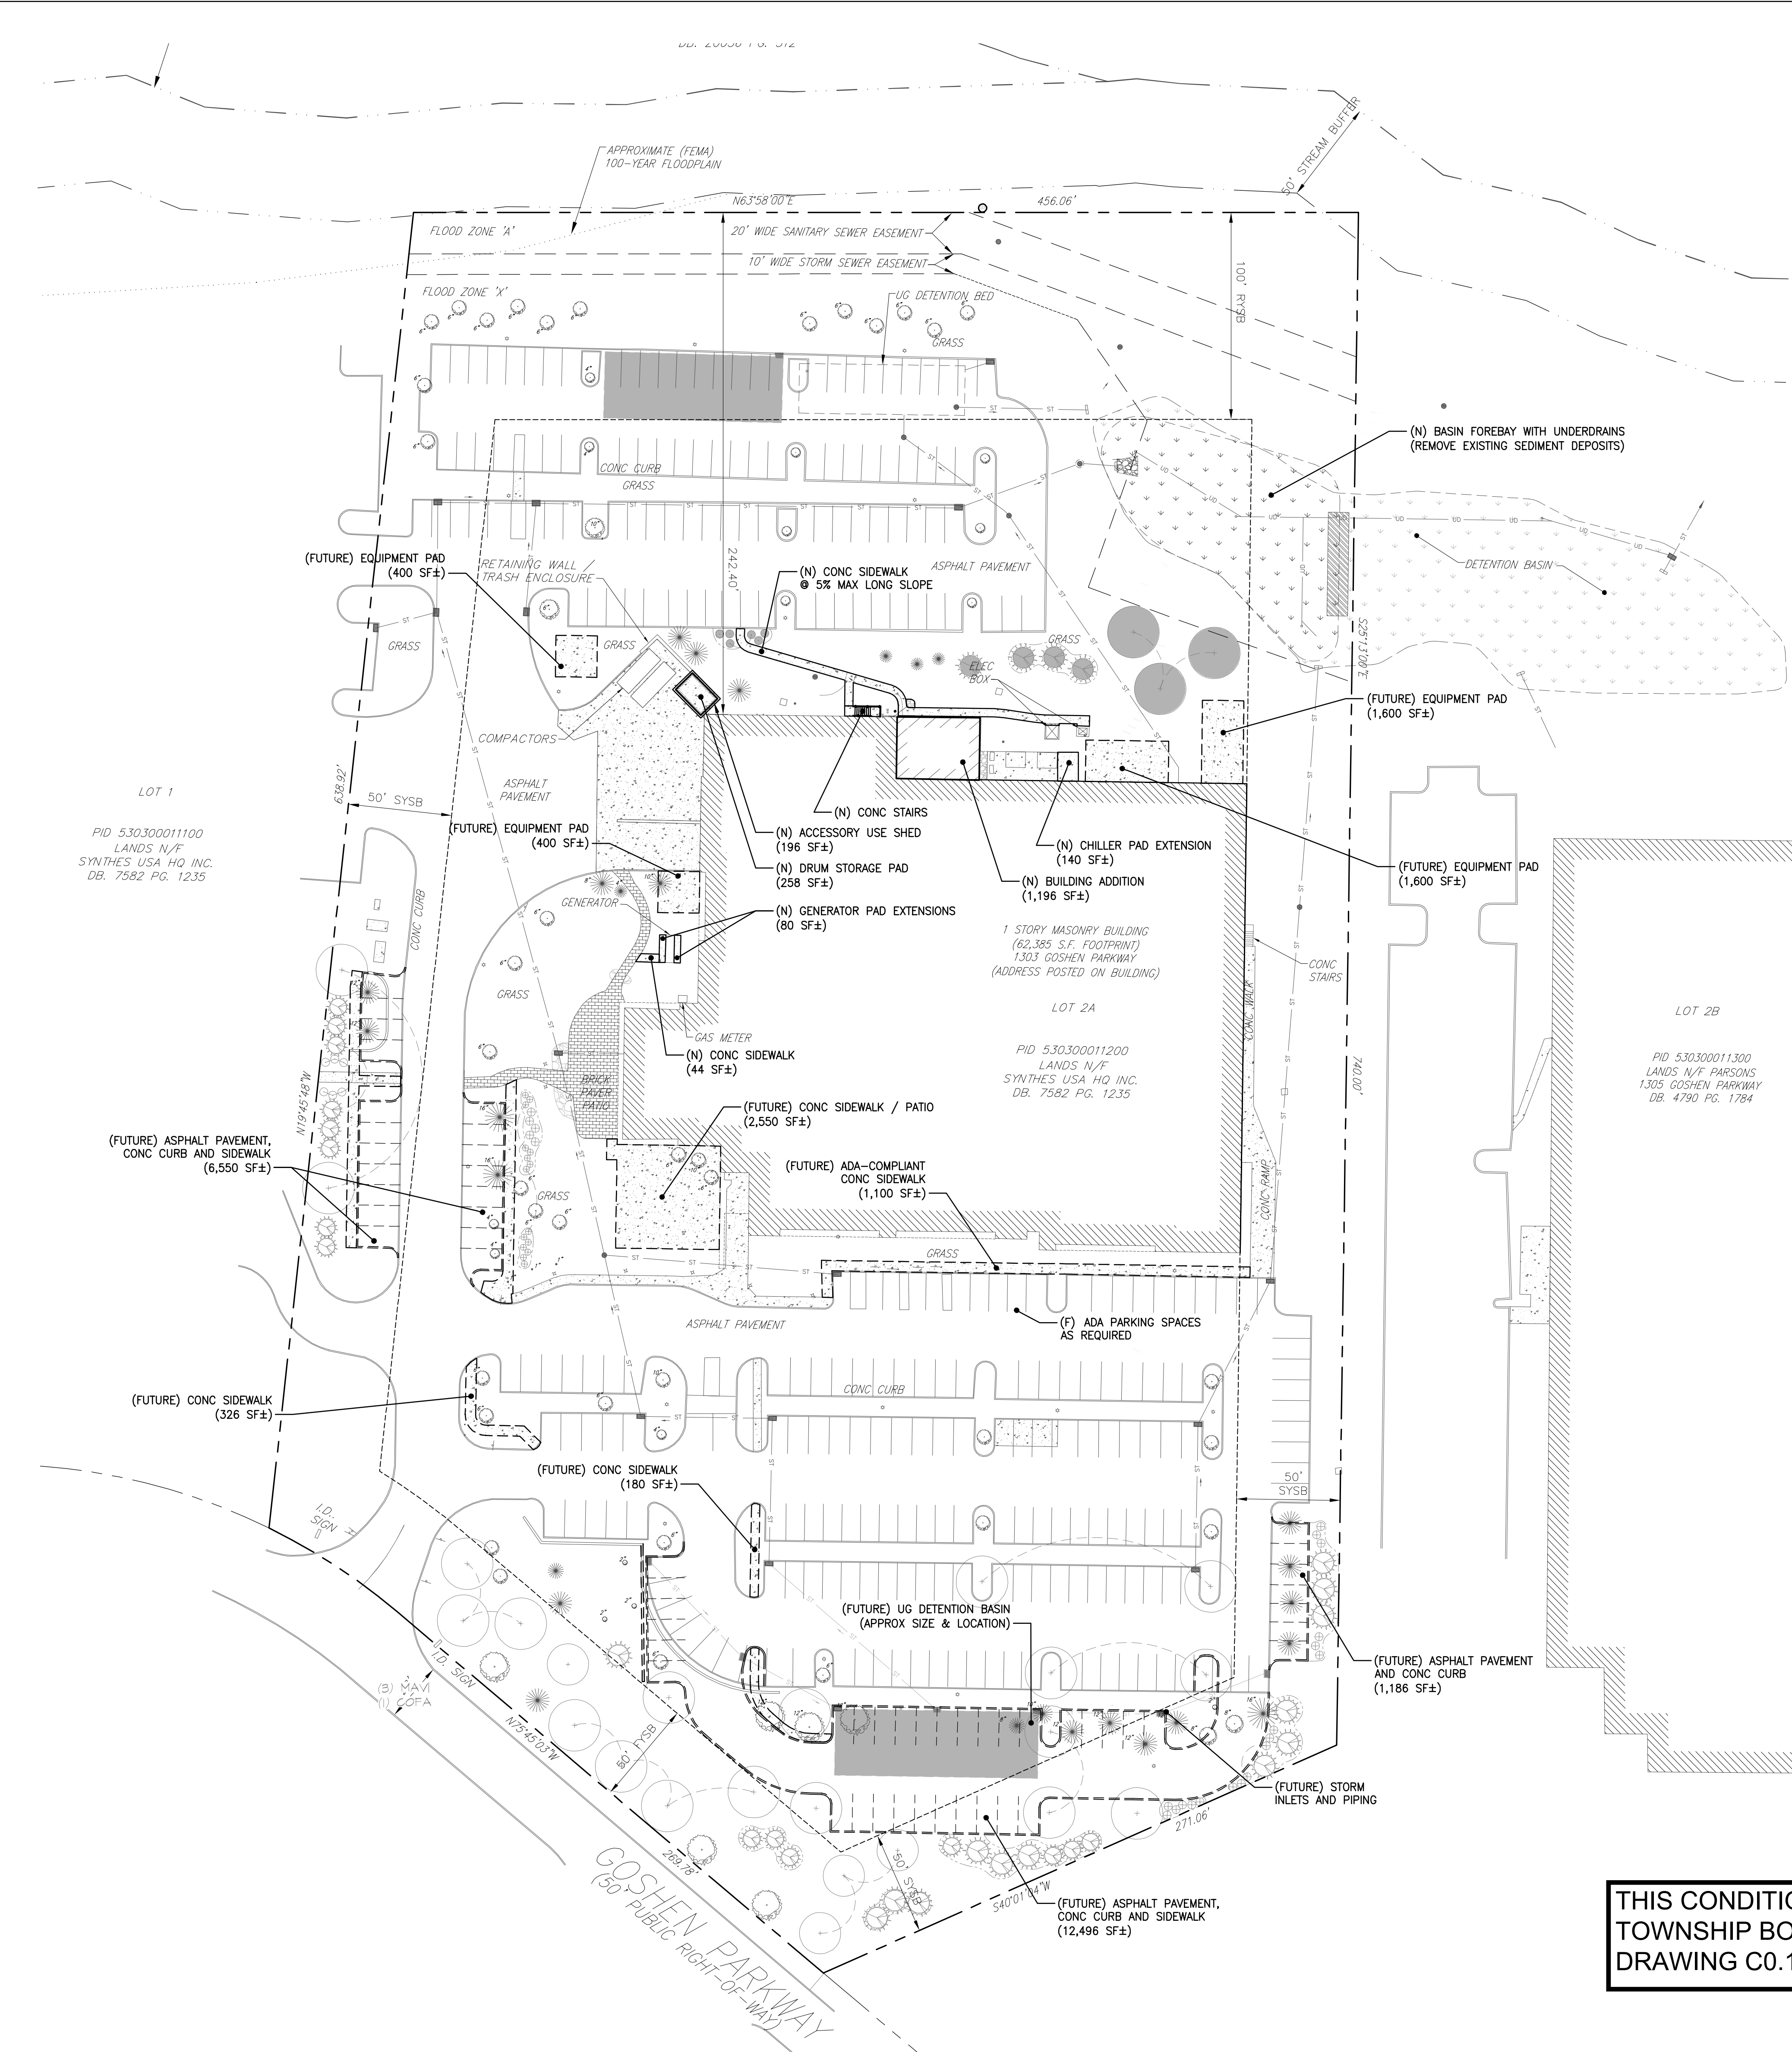 DB. 20056 PG. 512
50' STREAM BUFFER
APPROXIMATE (FEMA)
100-YEAR FLOODPLAIN
N63°58'00"E
456.06'
FLOOD ZONE 'A'
20' WIDE SANITARY SEWER EASEMENT
10' WIDE STORM SEWER EASEMENT
100' RYSB
FLOOD ZONE 'X'
UG DETENTION BED
GRASS
(N) BASIN FOREBAY WITH UNDERDRAINS
(REMOVE EXISTING SEDIMENT DEPOSITS)
CONC CURB
GRASS
(FUTURE) EQUIPMENT PAD
(400 SF±)
RETAINING WALL /
TRASH ENCLOSURE
242.40'
(N) CONC SIDEWALK
@ 5% MAX LONG SLOPE
ASPHALT PAVEMENT
DETENTION BASIN
S25°13'00"E
GRASS
GRASS
GRASS
ELEC
BOX
(FUTURE) EQUIPMENT PAD
(1,600 SF±)
COMPACTORS
638.92'
50' SYSB
ASPHALT
PAVEMENT
LOT 1
PID 530300011100
LANDS N/F
SYNTHES USA HQ INC.
DB. 7582 PG. 1235
(FUTURE) EQUIPMENT PAD
(400 SF±)
(N) CONC STAIRS
(N) ACCESSORY USE SHED
(196 SF±)
(N) CHILLER PAD EXTENSION
(140 SF±)
(N) DRUM STORAGE PAD
(258 SF±)
(FUTURE) EQUIPMENT PAD
(1,600 SF±)
(N) BUILDING ADDITION
(1,196 SF±)
GENERATOR
(N) GENERATOR PAD EXTENSIONS
(80 SF±)
CONC CURB
1 STORY MASONRY BUILDING
(62,385 S.F. FOOTPRINT)
1303 GOSHEN PARKWAY
(ADDRESS POSTED ON BUILDING)
CONC
STAIRS
GRASS
LOT 2A
CONC WALK
LOT 2B
GAS METER
(N) CONC SIDEWALK
(44 SF±)
PID 530300011200
LANDS N/F
SYNTHES USA HQ INC.
DB. 7582 PG. 1235
740.00'
PID 530300011300
LANDS N/F PARSONS
1305 GOSHEN PARKWAY
DB. 4790 PG. 1784
BRICK
PAVER
PATIO
N19°45'48"W
(FUTURE) CONC SIDEWALK / PATIO
(2,550 SF±)
(FUTURE) ASPHALT PAVEMENT,
CONC CURB AND SIDEWALK
(6,550 SF±)
(FUTURE) ADA-COMPLIANT
CONC SIDEWALK
(1,100 SF±)
CONC RAMP
GRASS
GRASS
ASPHALT PAVEMENT
(F) ADA PARKING SPACES
AS REQUIRED
CONC CURB
(FUTURE) CONC SIDEWALK
(326 SF±)
(FUTURE) CONC SIDEWALK
(180 SF±)
50'
SYSB
I.D.
SIGN
(FUTURE) UG DETENTION BASIN
(APPROX SIZE & LOCATION)
(FUTURE) ASPHALT PAVEMENT
AND CONC CURB
(1,186 SF±)
I.D. SIGN
(3) MAVI
(1) COFA
N75°45'03"W
50' FYSB
(FUTURE) STORM
INLETS AND PIPING
271.06'
269.78'
50'
SYSB
S40°01'04"W
(FUTURE) ASPHALT PAVEMENT,
CONC CURB AND SIDEWALK
(12,496 SF±)
GOSHEN PARKWAY
(50' PUBLIC RIGHT-OF-WAY)
THIS CONDITIO
TOWNSHIP BO
DRAWING C0.1